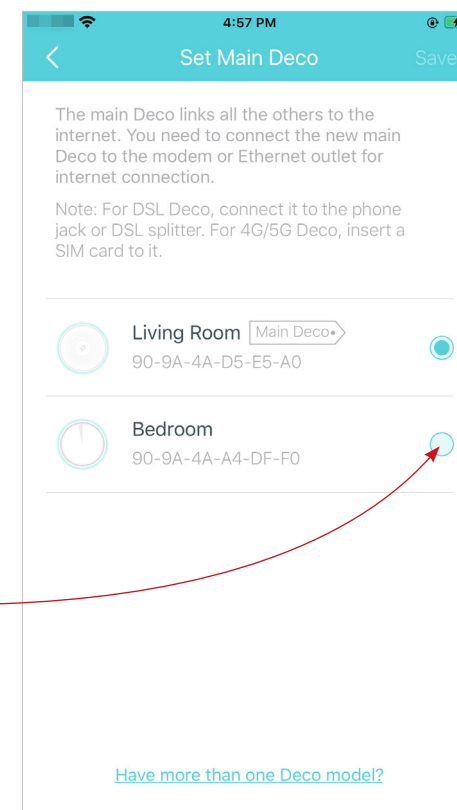 4:57 PM
Set Main Deco
Save
The main Deco links all the others to the
internet. You need to connect the new main
Deco to the modem or Ethernet outlet for
internet connection.
Note: For DSL Deco, connect it to the phone
jack or DSL splitter. For 4G/5G Deco, insert a
SIM card to it.
Living Room Main Deco
90-9A-4A-D5-E5-A0
Bedroom
90-9A-4A-A4-DF-F0
Have more than one Deco model?